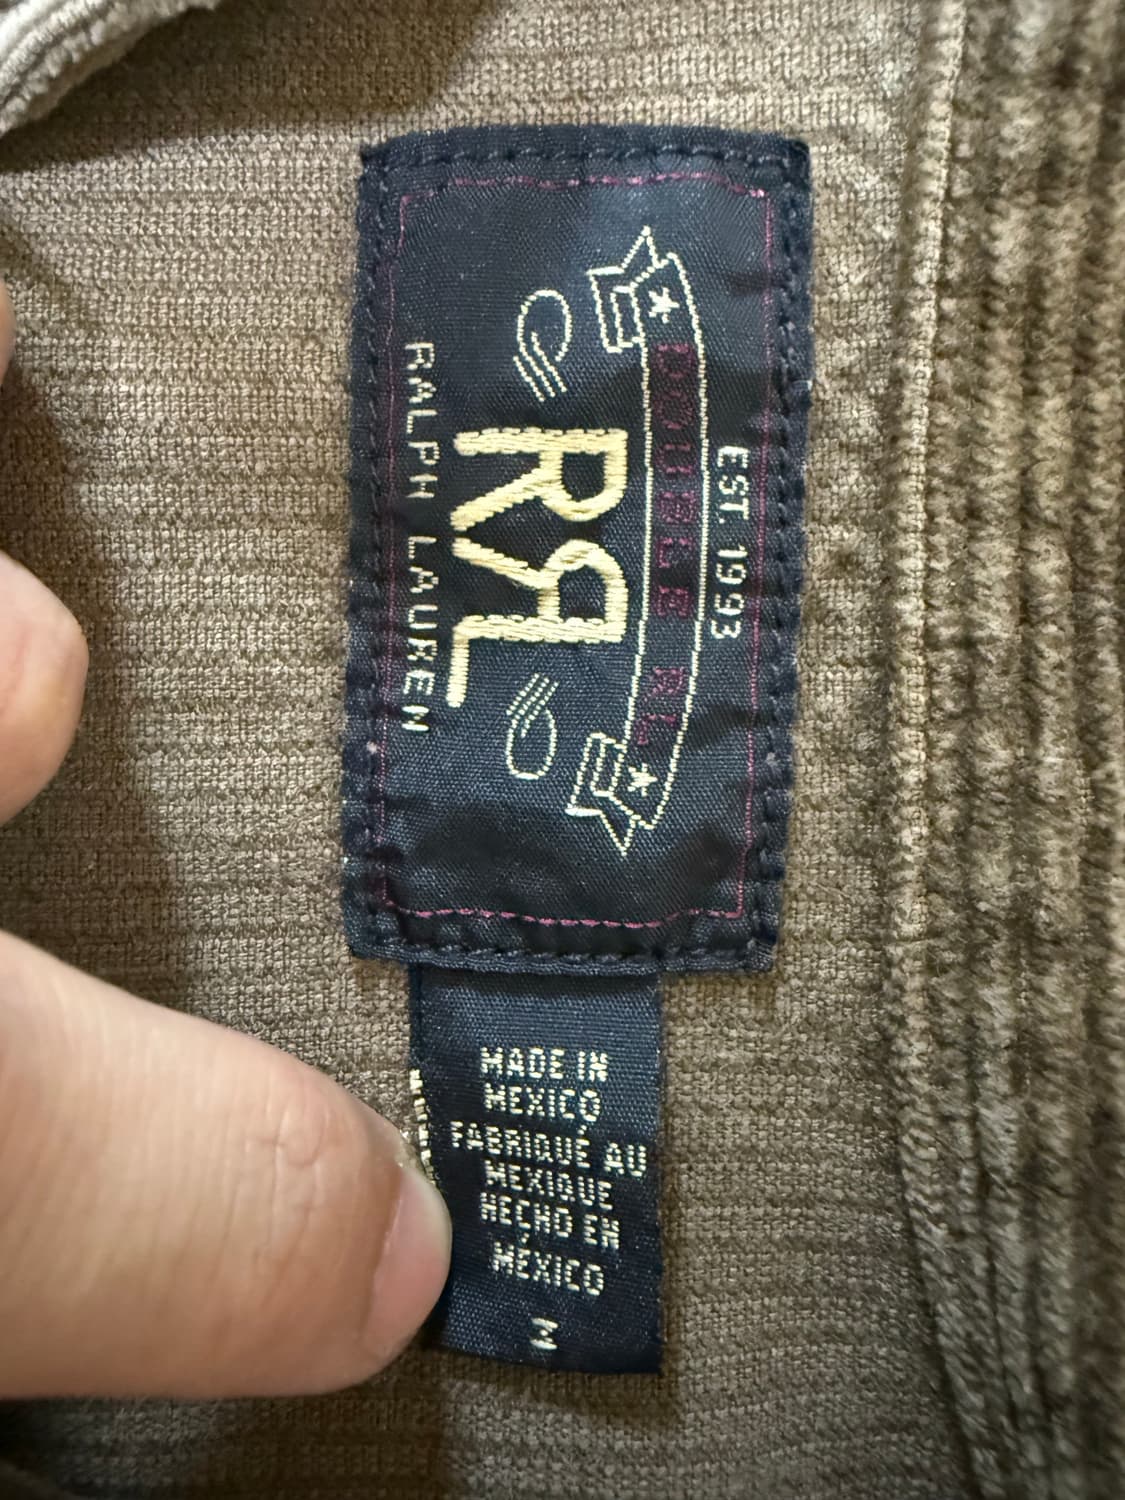 EST. 1993
DOUBLE RL
RRL
RALPH LAUREN
MADE IN
MEXICO
FABRIQUÉ AU
MEXIQUE
HECHO EN
MÉXICO